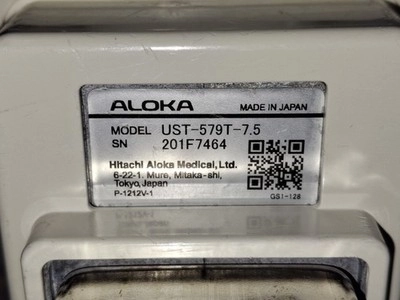 ALOKA MADE IN JAPAN
MODEL UST-579T-7.5
SN 201F7464
Hitachi Aloka Medical,Ltd.
6-22-1. Mure, Mitaka-shi,
Tokyo,Japan
P-1212V-1
GS1-128